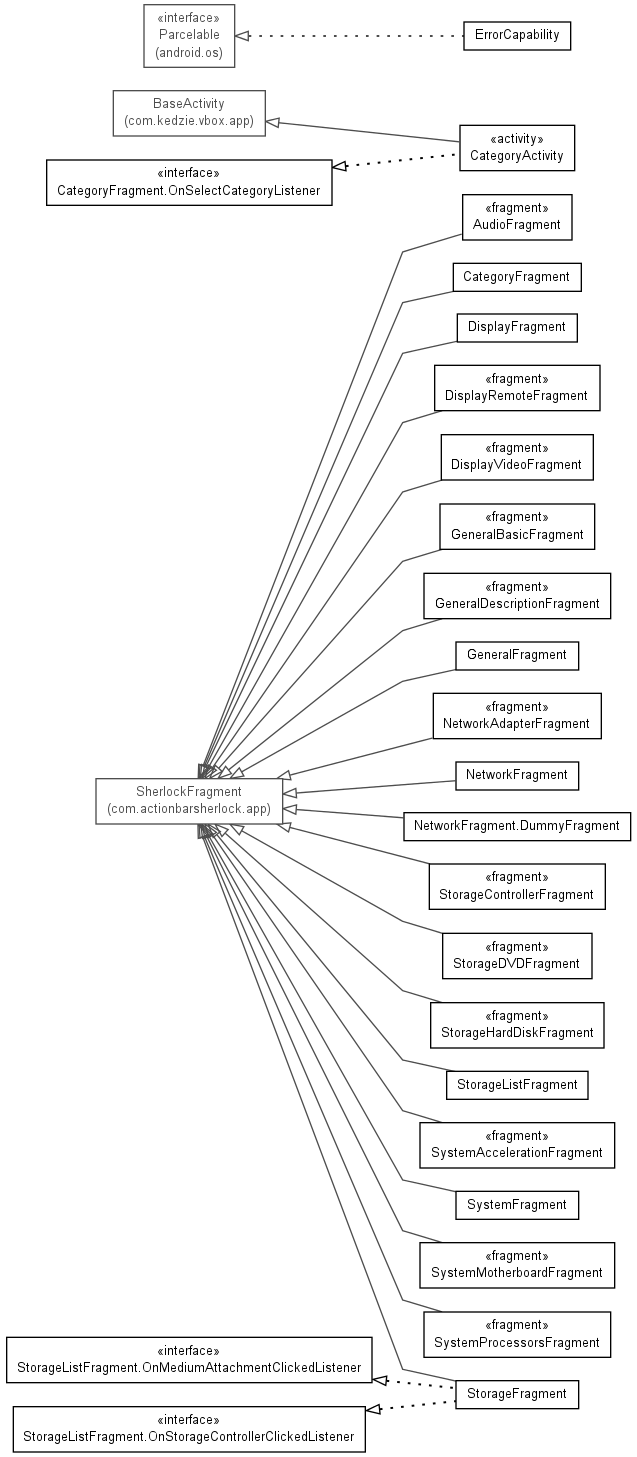 «interface»
Parcelable
(android.os)
ErrorCapability
BaseActivity
(com.kedzie.vbox.app)
«activity»
CategoryActivity
«interface»
CategoryFragment.OnSelectCategoryListener
«fragment»
AudioFragment
CategoryFragment
DisplayFragment
«fragment»
DisplayRemoteFragment
«fragment»
DisplayVideoFragment
«fragment»
GeneralBasicFragment
«fragment»
GeneralDescriptionFragment
GeneralFragment
«fragment»
NetworkAdapterFragment
NetworkFragment
SherlockFragment
(com.actionbarsherlock.app)
NetworkFragment.DummyFragment
«fragment»
StorageControllerFragment
«fragment»
StorageDVDFragment
«fragment»
StorageHardDiskFragment
StorageListFragment
«fragment»
SystemAccelerationFragment
SystemFragment
«fragment»
SystemMotherboardFragment
«fragment»
SystemProcessorsFragment
«interface»
StorageListFragment.OnMediumAttachmentClickedListener
StorageFragment
«interface»
StorageListFragment.OnStorageControllerClickedListener